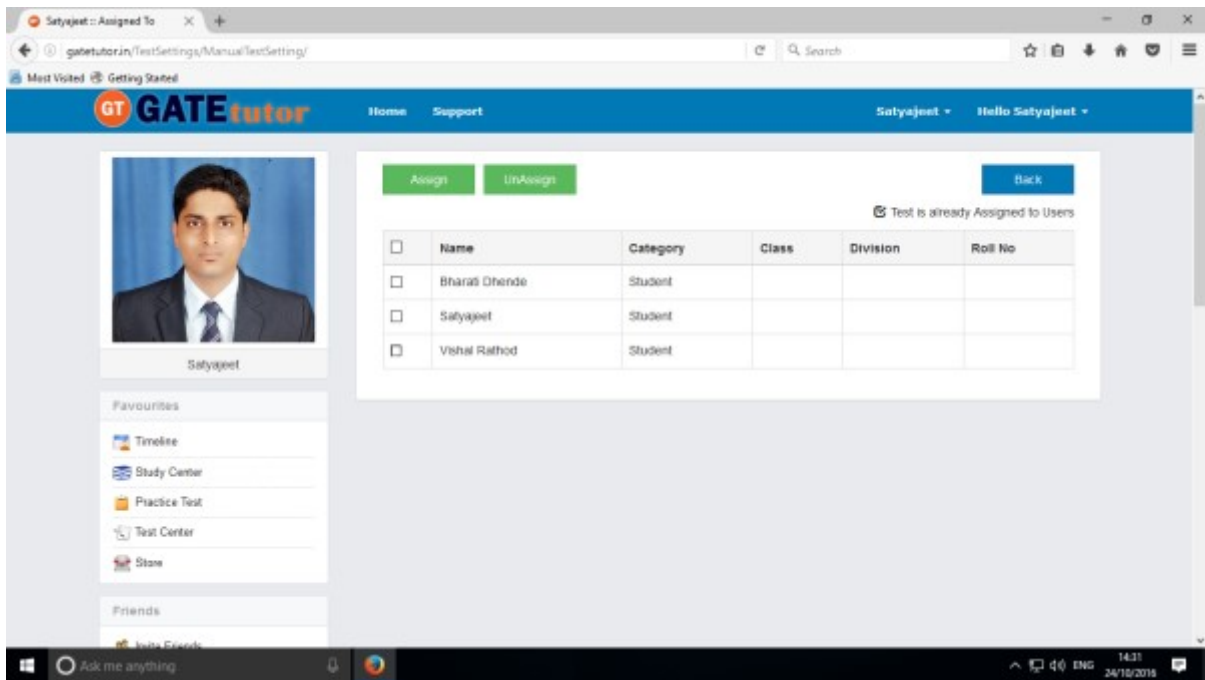 Satyajeet :: Assigned To
gatetutor.in/TestSettings/ManualTestSetting/
Search
Most Visited Getting Started
GT GATEtutor Home Support Satyajeet Hello Satyajeet
Assign UnAssign Back
Test is already Assigned to Users
Name Category Class Division Roll No
Bharati Dhende Student
Satyajeet Student
Vishal Rathod Student
Satyajeet
Favourites
Timeline
Study Center
Practice Test
Test Center
Store
Friends
Invite Friends
Ask me anything
ENG
14:31
24/10/2016